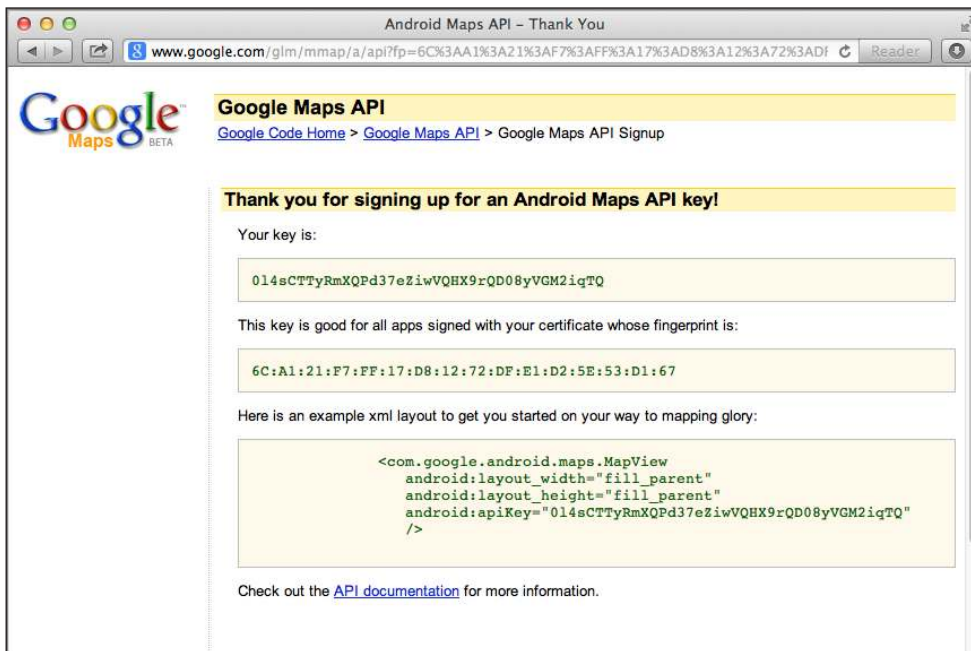 Android Maps API – Thank You
www.google.com/glm/mmap/a/api?fp=6C%3AA1%3A21%3AF7%3AFF%3A17%3AD8%3A12%3A72%3ADF
Reader
Google Maps BETA
Google Maps API
Google Code Home > Google Maps API > Google Maps API Signup
Thank you for signing up for an Android Maps API key!
Your key is:
0l4sCTTyRmXQPd37eZiwVQHX9rQD08yVGM2iqTQ
This key is good for all apps signed with your certificate whose fingerprint is:
6C:A1:21:F7:FF:17:D8:12:72:DF:E1:D2:5E:53:D1:67
Here is an example xml layout to get you started on your way to mapping glory:
<com.google.android.maps.MapView
android:layout_width="fill_parent"
android:layout_height="fill_parent"
android:apiKey="0l4sCTTyRmXQPd37eZiwVQHX9rQD08yVGM2iqTQ"
/>
Check out the API documentation for more information.